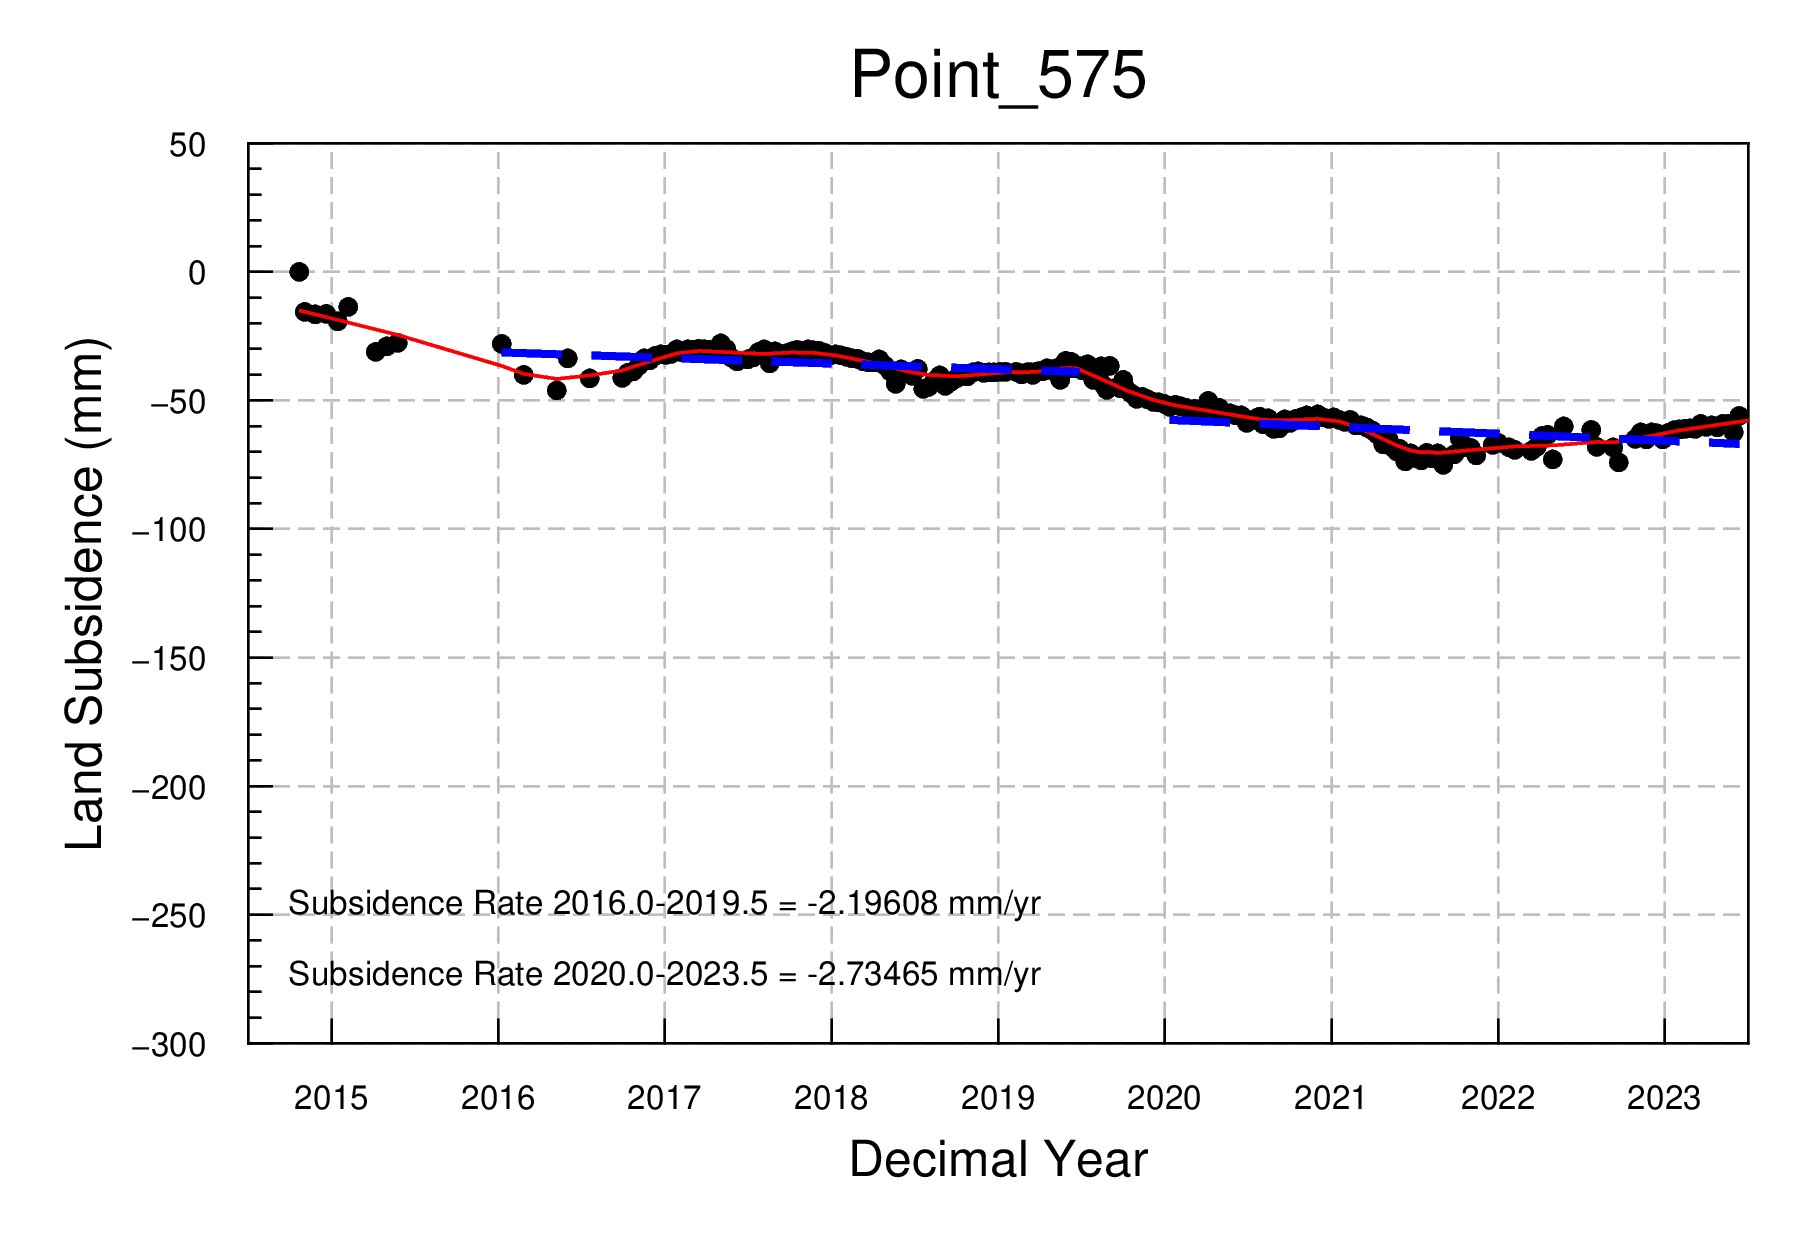 Point_575
50
0
−50
−100
−150
−200
−250
−300
Land Subsidence (mm)
Subsidence Rate 2016.0-2019.5 = -2.19608 mm/yr
Subsidence Rate 2020.0-2023.5 = -2.73465 mm/yr
2015 2016 2017 2018 2019 2020 2021 2022 2023
Decimal Year